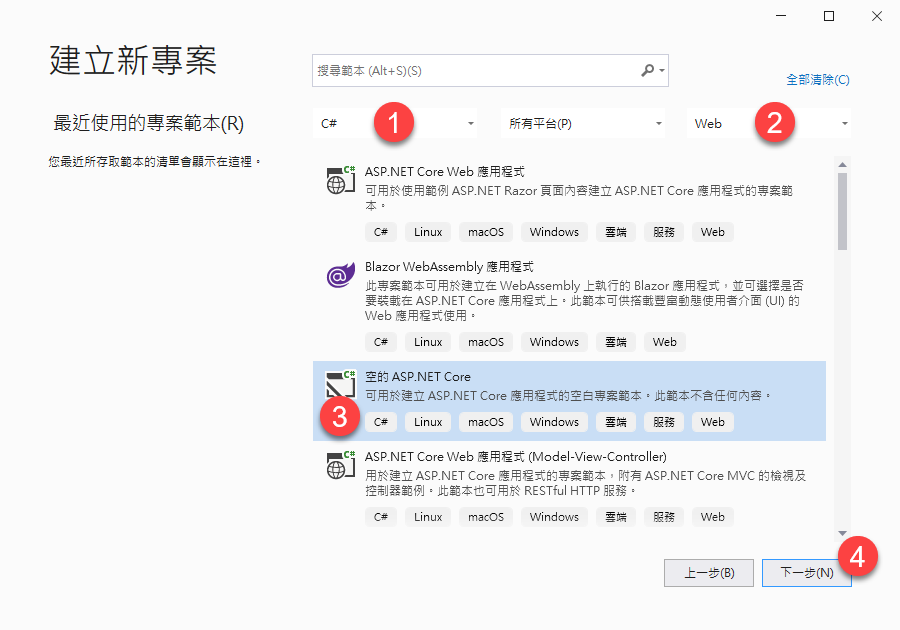 建立新專案
最近使用的專案範本(R)
您最近所存取範本的清單會顯示在這裡。
搜尋範本 (Alt+S)(S)
全部清除(C)
C# 1 所有平台(P) Web 2
C#
ASP.NET Core Web 應用程式
可用於使用範例 ASP.NET Razor 頁面內容建立 ASP.NET Core 應用程式的專案範
本。
C# Linux macOS Windows 雲端 服務 Web
@
Blazor WebAssembly 應用程式
此專案範本可用於建立在 WebAssembly 上執行的 Blazor 應用程式，並可選擇是否
要裝載在 ASP.NET Core 應用程式上。此範本可供搭載豐富動態使用者介面 (UI) 的
Web 應用程式使用。
C# Linux macOS Windows 雲端 Web
C#
空的 ASP.NET Core
可用於建立 ASP.NET Core 應用程式的空白專案範本。此範本不含任何內容。
3 C# Linux macOS Windows 雲端 服務 Web
C#
ASP.NET Core Web 應用程式 (Model-View-Controller)
用於建立 ASP.NET Core 應用程式的專案範本，附有 ASP.NET Core MVC 的檢視及
控制器範例。此範本也可用於 RESTful HTTP 服務。
C# Linux macOS Windows 雲端 服務 Web
上一步(B) 下一步(N) 4